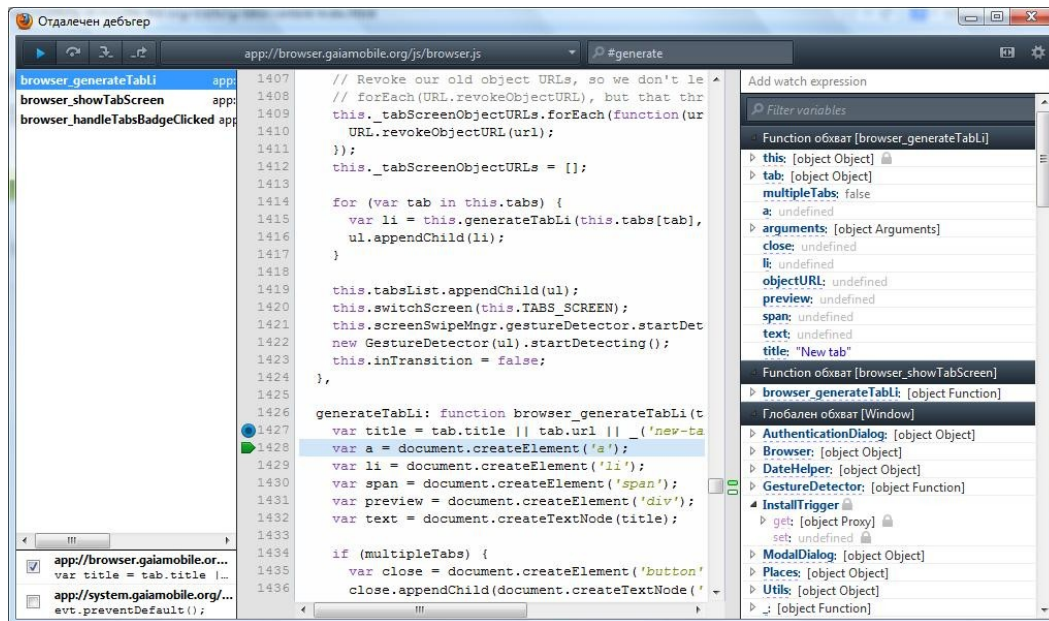 Отдалечен дебъгер
app://browser.gaiamobile.org/js/browser.js
#generate
browser_generateTabLi app:
browser_showTabScreen app:
browser_handleTabsBadgeClicked app
app://browser.gaiamobile.or...
var title = tab.title |…
app://system.gaiamobile.org/...
evt.preventDefault();
1407 // Revoke our old object URLs, so we don't le
1408 // forEach(URL.revokeObjectURL), but that thr
1409 this._tabScreenObjectURLs.forEach(function(ur
1410 URL.revokeObjectURL(url);
1411 });
1412 this._tabScreenObjectURLs = [];
1413
1414 for (var tab in this.tabs) {
1415 var li = this.generateTabLi(this.tabs[tab],
1416 ul.appendChild(li);
1417 }
1418
1419 this.tabsList.appendChild(ul);
1420 this.switchScreen(this.TABS_SCREEN);
1421 this.screenSwipeMngr.gestureDetector.startDet
1422 new GestureDetector(ul).startDetecting();
1423 this.inTransition = false;
1424 },
1425
1426 generateTabLi: function browser_generateTabLi(t
1427 var title = tab.title || tab.url || _('new-ta
1428 var a = document.createElement('a');
1429 var li = document.createElement('li');
1430 var span = document.createElement('span');
1431 var preview = document.createElement('div');
1432 var text = document.createTextNode(title);
1433
1434 if (multipleTabs) {
1435 var close = document.createElement('button'
1436 close.appendChild(document.createTextNode('
Add watch expression
Filter variables
Function обхват [browser_generateTabLi]
this: [object Object]
tab: [object Object]
multipleTabs: false
a: undefined
arguments: [object Arguments]
close: undefined
li: undefined
objectURL: undefined
preview: undefined
span: undefined
text: undefined
title: "New tab"
Function обхват [browser_showTabScreen]
browser_generateTabLi: [object Function]
Глобален обхват [Window]
AuthenticationDialog: [object Object]
Browser: [object Object]
DateHelper: [object Object]
GestureDetector: [object Function]
InstallTrigger
get: [object Proxy]
set: undefined
ModalDialog: [object Object]
Places: [object Object]
Utils: [object Object]
_: [object Function]